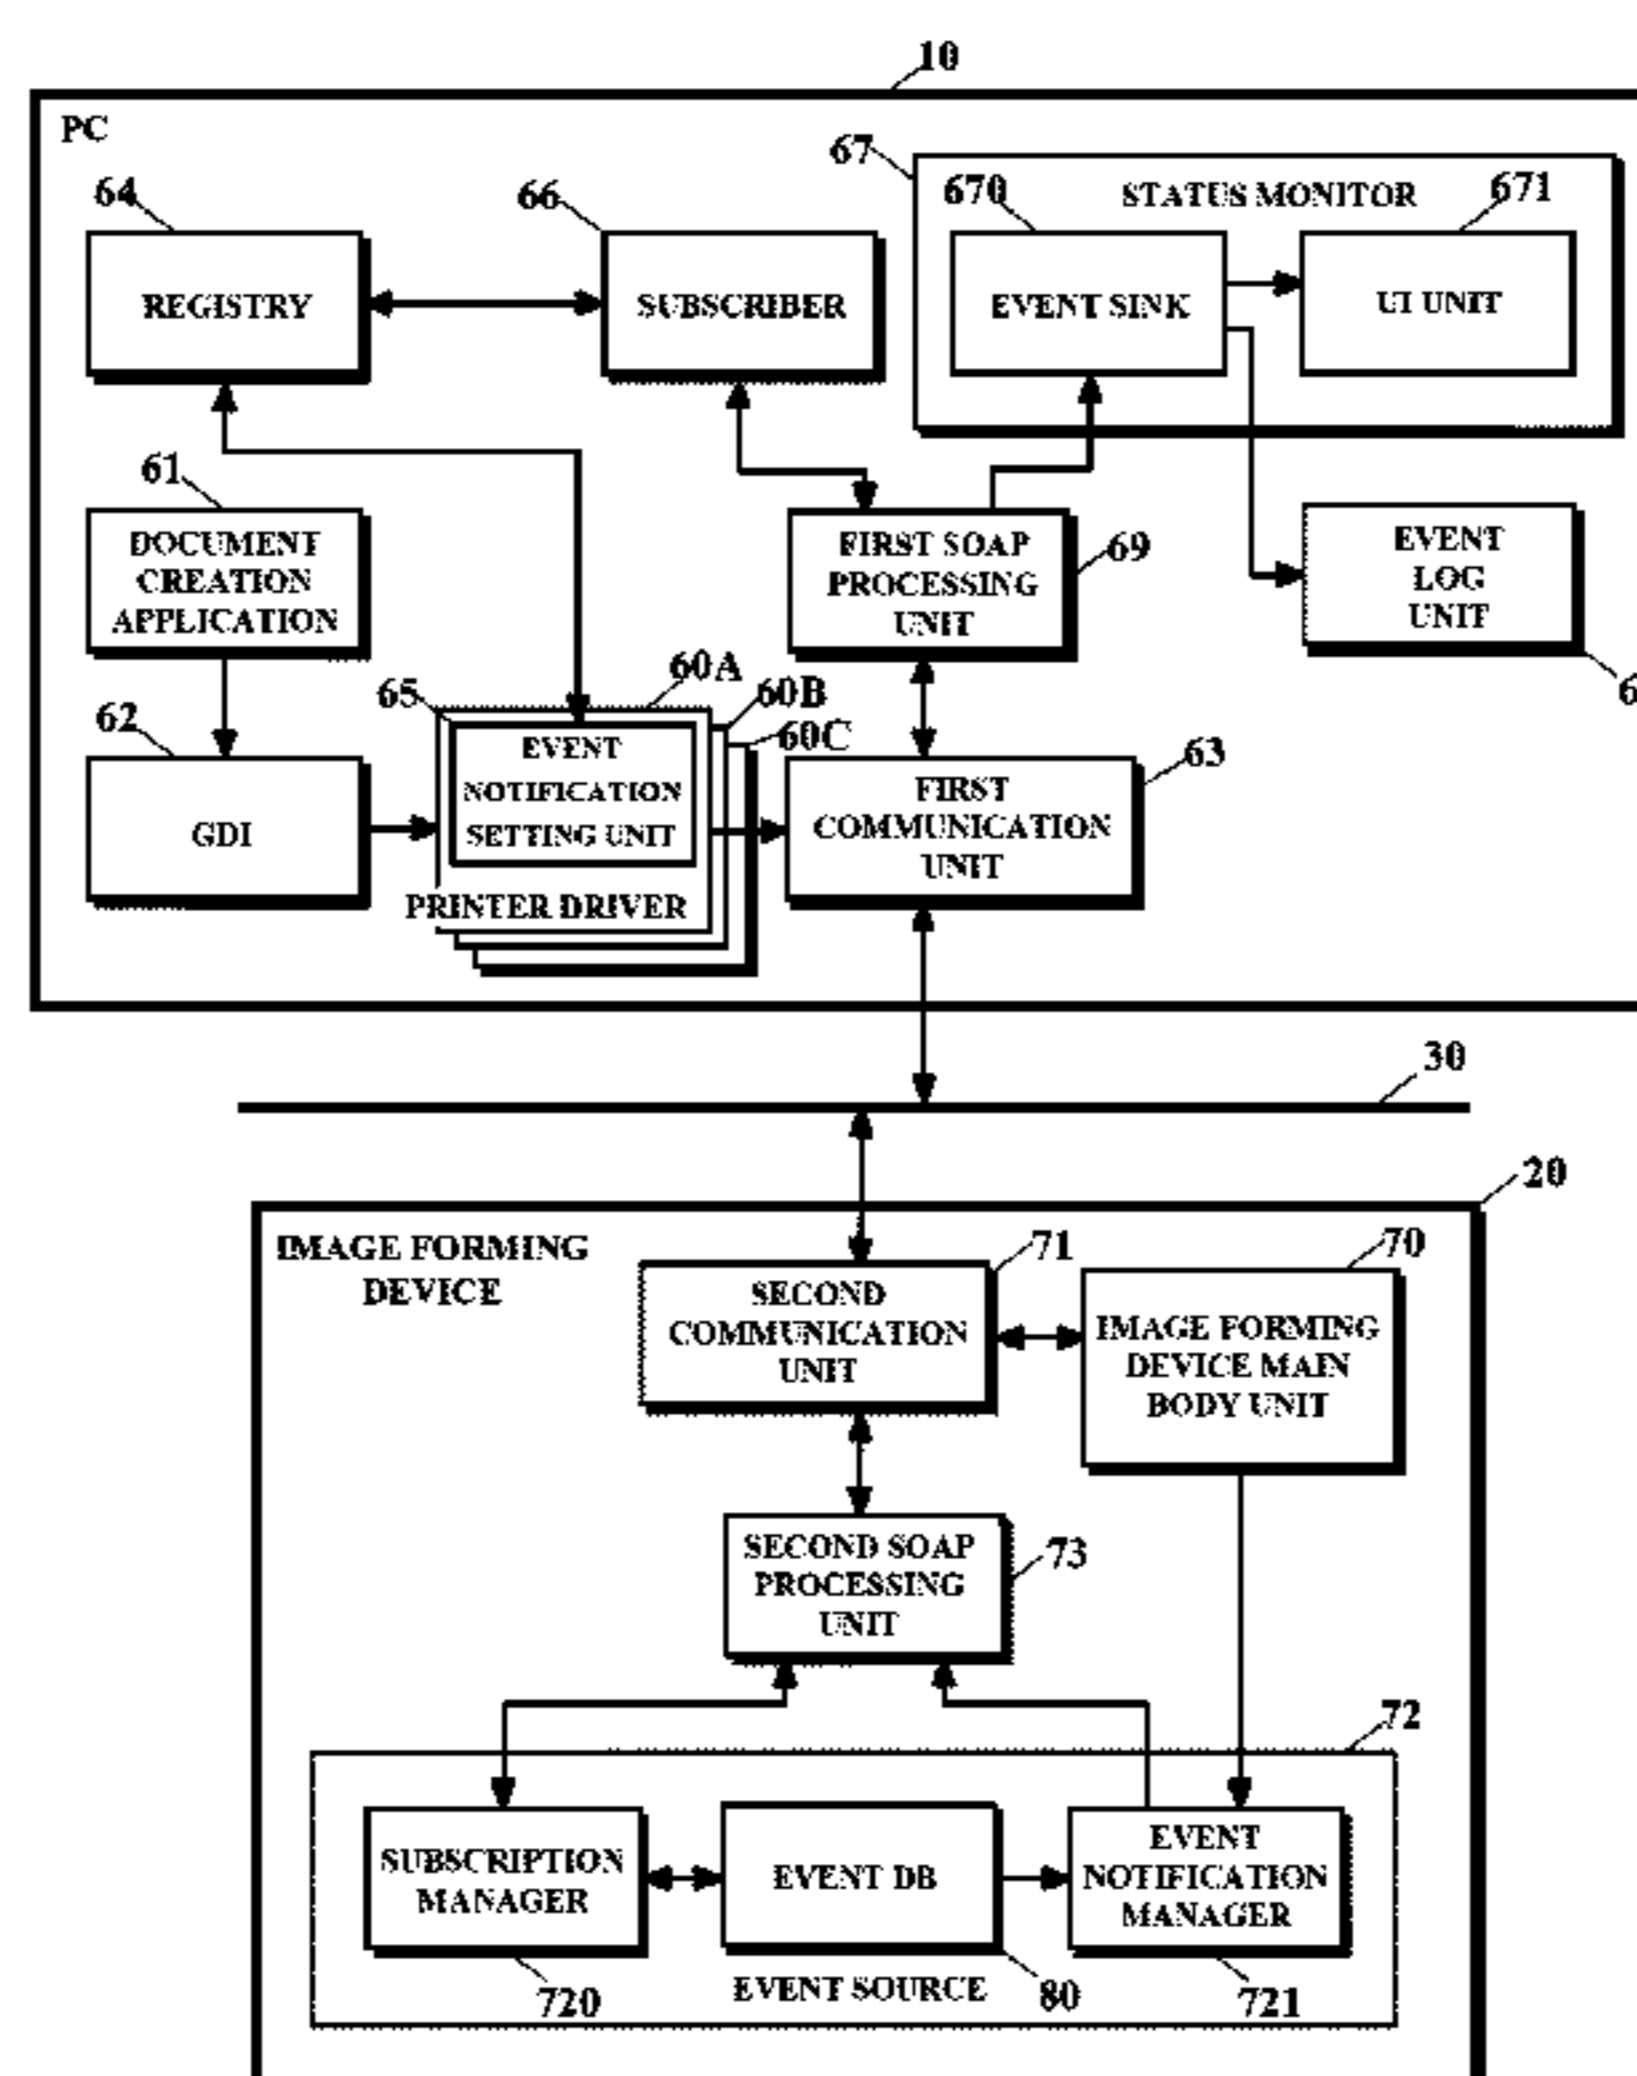 10
PC
67
64
66
670
STATUS MONITOR
671
REGISTRY
SUBSCRIBER
EVENT SINK
UI UNIT
61
DOCUMENT
CREATION
APPLICATION
FIRST SOAP
PROCESSING
UNIT
69
EVENT
LOG
UNIT
6
62
65
60A
60B
60C
63
GDI
EVENT
NOTIFICATION
SETTING UNIT
PRINTER DRIVER
FIRST
COMMUNICATION
UNIT
30
20
IMAGE FORMING
DEVICE
71
70
SECOND
COMMUNICATION
UNIT
IMAGE FORMING
DEVICE MAIN
BODY UNIT
SECOND SOAP
PROCESSING
UNIT
73
72
SUBSCRIPTION
MANAGER
EVENT DB
EVENT
NOTIFICATION
MANAGER
720
EVENT SOURCE
80
721